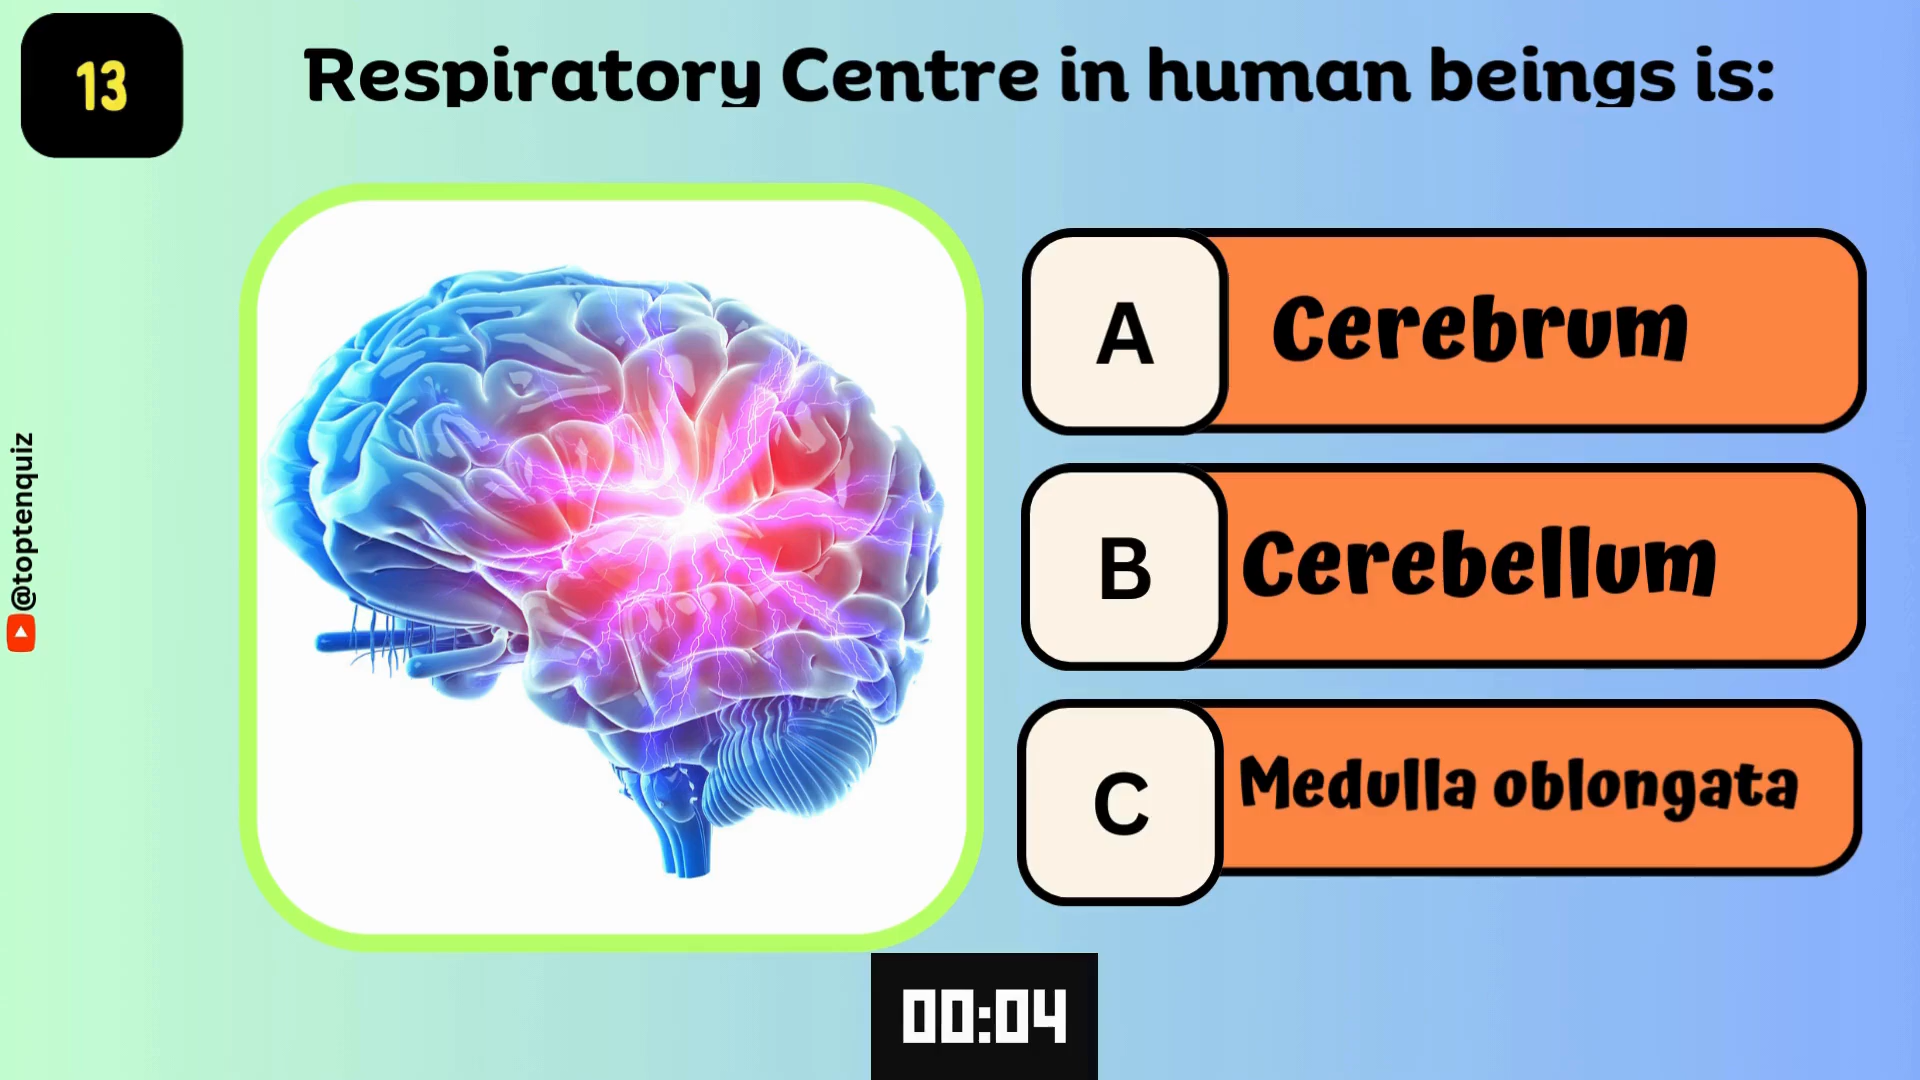 13
Respiratory Centre in human beings is:
A
Cerebrum
B
Cerebellum
C
Medulla oblongata
@toptenquiz
00:04